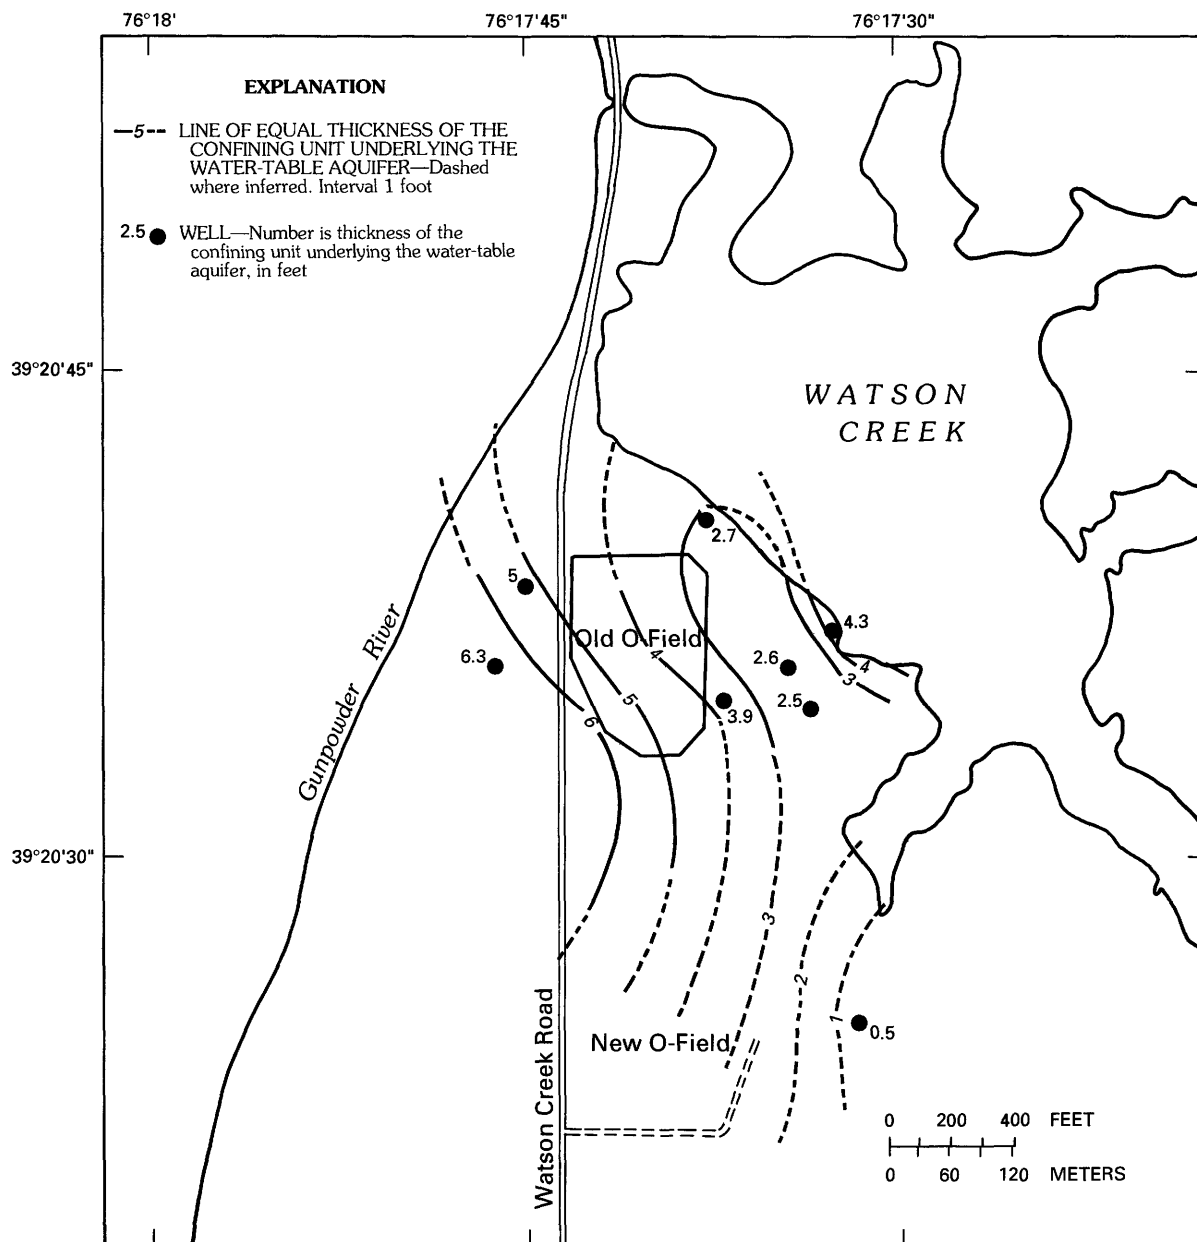 76°18'
76°17'45"
76°17'30"
EXPLANATION
—5-- LINE OF EQUAL THICKNESS OF THE
CONFINING UNIT UNDERLYING THE
WATER-TABLE AQUIFER—Dashed
where inferred. Interval 1 foot
2.5 WELL—Number is thickness of the
confining unit underlying the water-table
aquifer, in feet
39°20'45"
WATSON
CREEK
2.7
5
4.3
Gunpowder River
Old O-Field
6.3
2.6
4
4
3
5
2.5
3.9
6
39°20'30"
3
2
1
0.5
New O-Field
Watson Creek Road
0 200 400 FEET
0 60 120 METERS